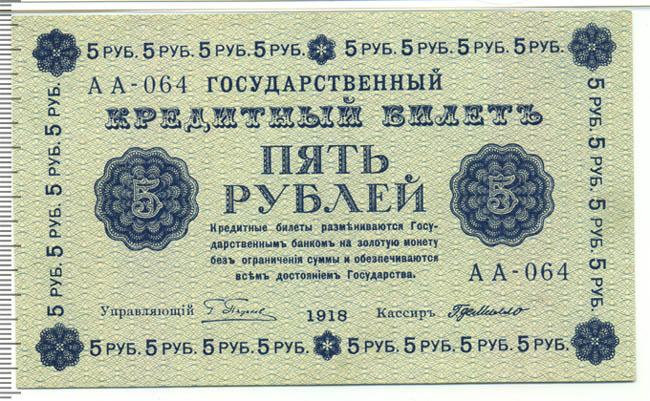 5 РУБ. 5 РУБ. 5 РУБ. 5 РУБ. 5 РУБ. 5 РУБ. 5 РУБ. 5 РУБ.
АА-064 ГОСУДАРСТВЕННЫЙ
КРЕДИТНЫЙ БИЛЕТЪ
5 ПЯТЬ 5
РУБЛЕЙ
Кредитные билеты размѣниваются Госу-
дарственнымъ банкомъ на золотую монету
безъ ограниченія суммы и обезпечиваются
всѣмъ достояніемъ Государства.
АА-064
Управляющій 1918 Кассиръ
5 РУБ. 5 РУБ. 5 РУБ. 5 РУБ. 5 РУБ. 5 РУБ. 5 РУБ. 5 РУБ.
5 РУБ. 5 РУБ. 5 РУБ. 5 РУБ.
5 РУБ. 5 РУБ. 5 РУБ. 5 РУБ.